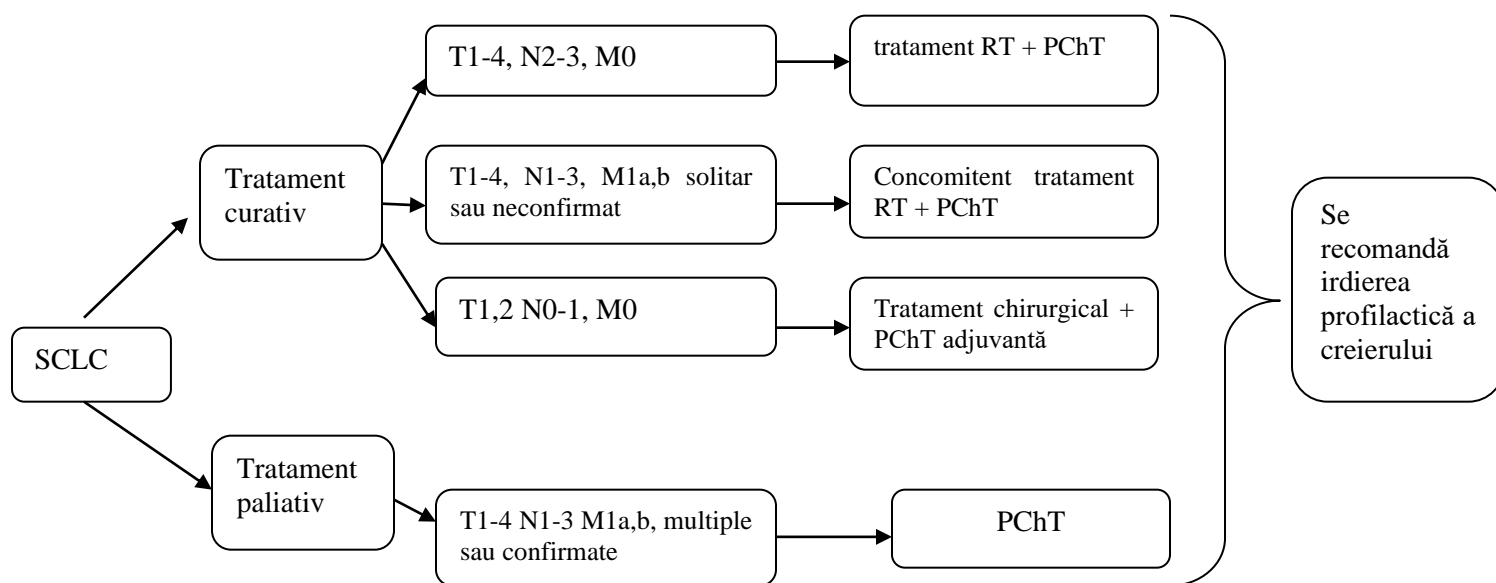 SCLC
Tratament
curativ
T1-4, N2-3, M0
tratament RT + PChT
T1-4, N1-3, M1a,b solitar
sau neconfirmat
Concomitent tratament
RT + PChT
T1,2 N0-1, M0
Tratament chirurgical +
PChT adjuvantă
Tratament
paliativ
T1-4 N1-3 M1a,b, multiple
sau confirmate
PChT
Se
recomandă
irdierea
profilactică a
creierului